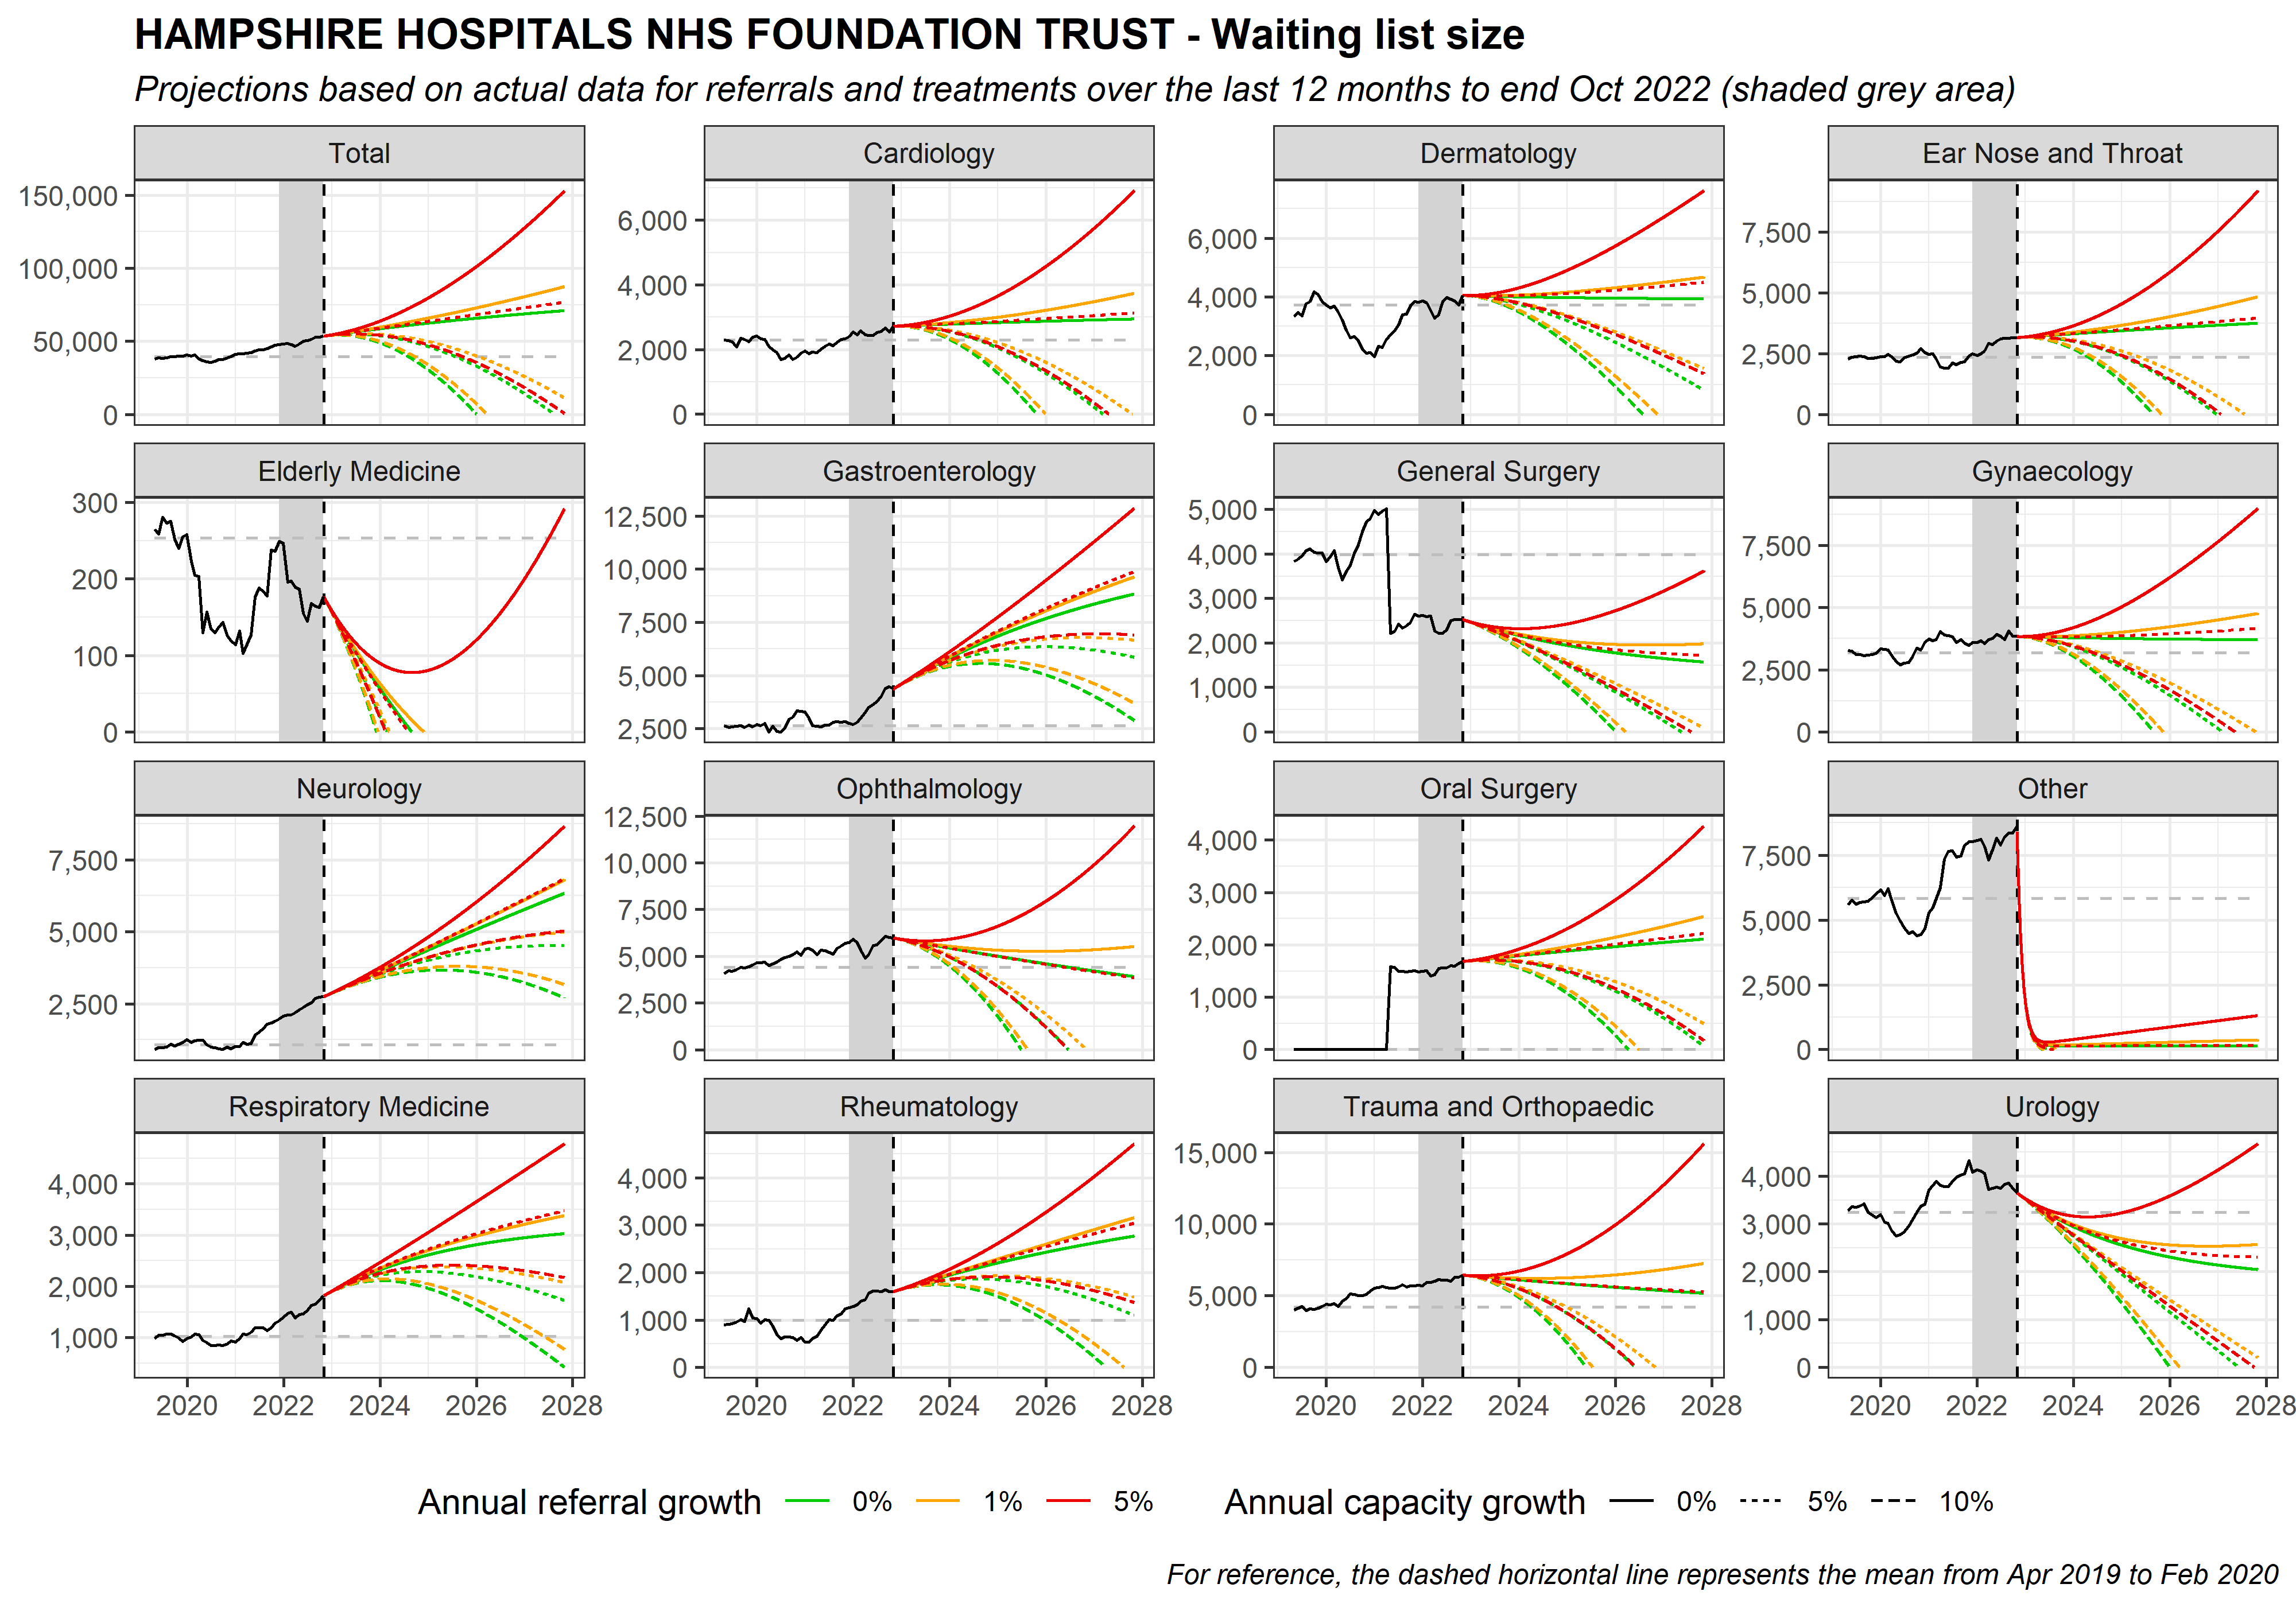 HAMPSHIRE HOSPITALS NHS FOUNDATION TRUST - Waiting list size
Projections based on actual data for referrals and treatments over the last 12 months to end Oct 2022 (shaded grey area)
Total
150,000
100,000
50,000
0
Cardiology
6,000
4,000
2,000
0
Dermatology
6,000
4,000
2,000
0
Ear Nose and Throat
7,500
5,000
2,500
0
Elderly Medicine
300
200
100
0
Gastroenterology
12,500
10,000
7,500
5,000
2,500
General Surgery
5,000
4,000
3,000
2,000
1,000
0
Gynaecology
7,500
5,000
2,500
0
Neurology
7,500
5,000
2,500
Ophthalmology
12,500
10,000
7,500
5,000
2,500
0
Oral Surgery
4,000
3,000
2,000
1,000
0
Other
7,500
5,000
2,500
0
Respiratory Medicine
4,000
3,000
2,000
1,000
2020 2022 2024 2026 2028
Rheumatology
4,000
3,000
2,000
1,000
0
2020 2022 2024 2026 2028
Trauma and Orthopaedic
15,000
10,000
5,000
0
2020 2022 2024 2026 2028
Urology
4,000
3,000
2,000
1,000
0
2020 2022 2024 2026 2028
Annual referral growth 0% 1% 5% Annual capacity growth 0% 5% 10%
For reference, the dashed horizontal line represents the mean from Apr 2019 to Feb 2020